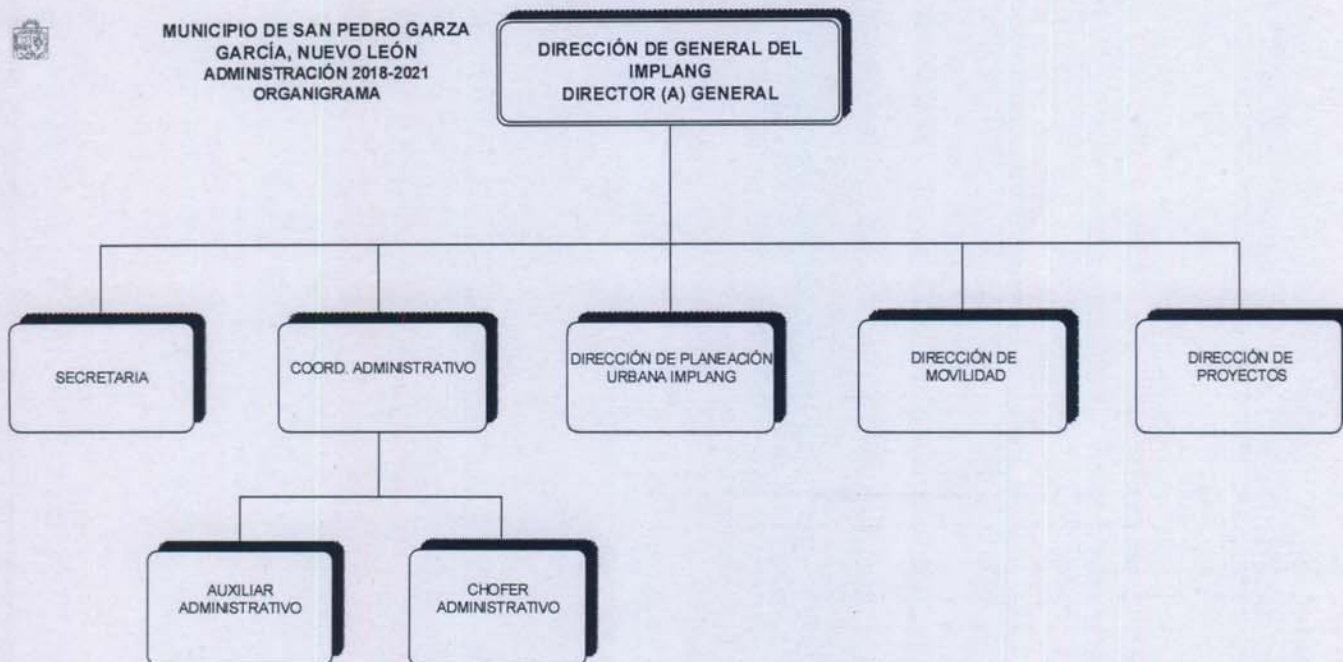 MUNICIPIO DE SAN PEDRO GARZA
GARCÍA, NUEVO LEÓN
ADMINISTRACIÓN 2018-2021
ORGANIGRAMA
DIRECCIÓN DE GENERAL DEL
IMPLANG
DIRECTOR (A) GENERAL
SECRETARIA
COORD. ADMINISTRATIVO
DIRECCIÓN DE PLANEACIÓN
URBANA IMPLANG
DIRECCIÓN DE
MOVILIDAD
DIRECCIÓN DE
PROYECTOS
AUXILIAR
ADMINISTRATIVO
CHOFER
ADMINISTRATIVO